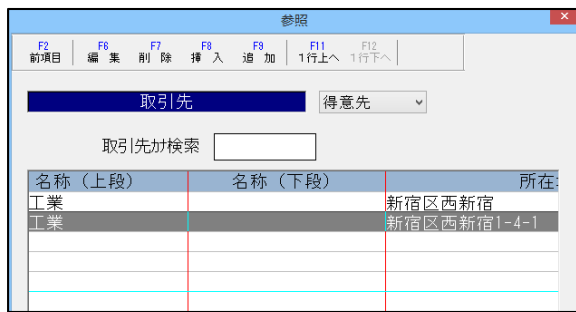 参照
F2 F6 F7 F8 F9 F11 F12
前項目 編 集 削 除 挿 入 追 加 1行上へ 1行下へ
取引先 得意先
取引先ｶﾅ検索
名称（上段） 名称（下段） 所在
工業 新宿区西新宿
工業 新宿区西新宿1-4-1